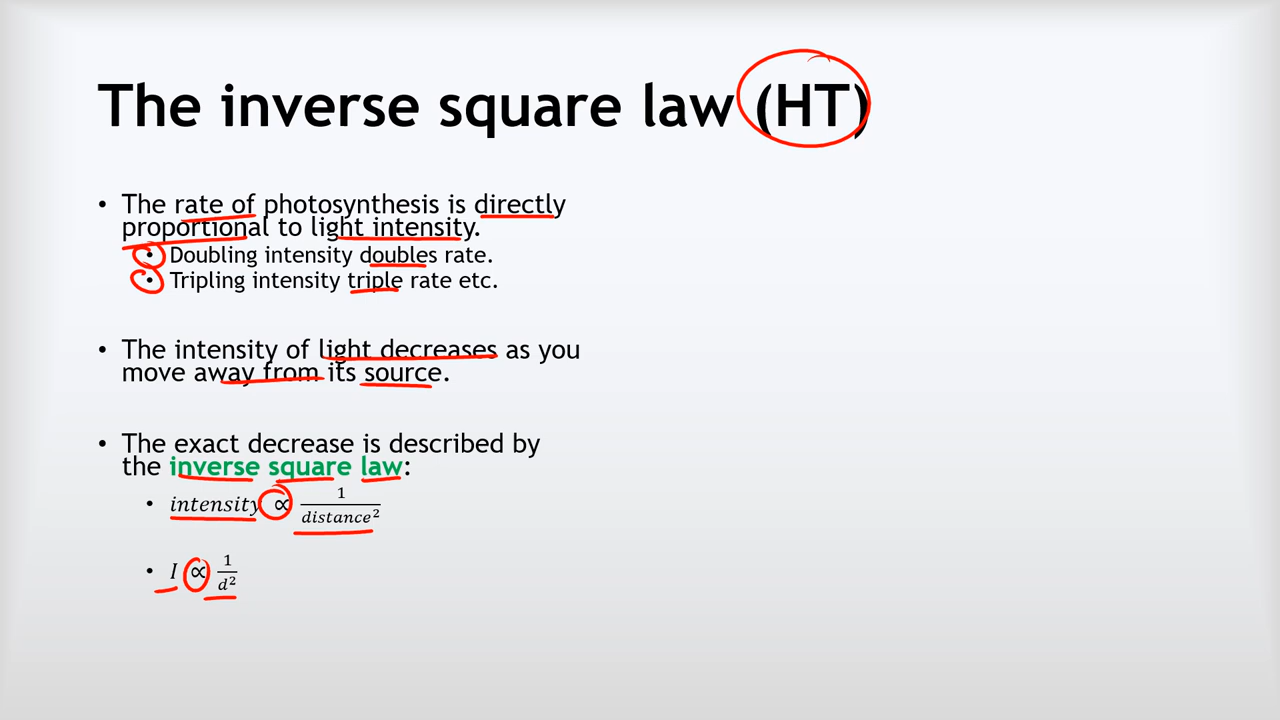 The inverse square law (HT)
• The rate of photosynthesis is directly
proportional to light intensity.
• Doubling intensity doubles rate.
• Tripling intensity triple rate etc.
• The intensity of light decreases as you
move away from its source.
• The exact decrease is described by
the inverse square law:
• intensity ∝ 1/distance²
• I ∝ 1/d²